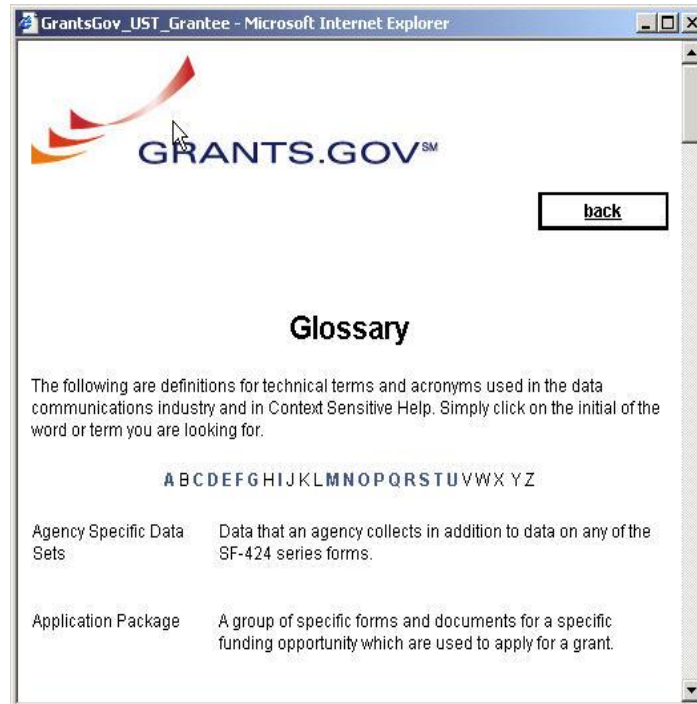 GrantsGov_UST_Grantee - Microsoft Internet Explorer
GRANTS.GOV℠
back
Glossary
The following are definitions for technical terms and acronyms used in the data
communications industry and in Context Sensitive Help. Simply click on the initial of the
word or term you are looking for.
A B C D E F G H I J K L M N O P Q R S T U V W X Y Z
Agency Specific Data Sets
Data that an agency collects in addition to data on any of the
SF-424 series forms.
Application Package
A group of specific forms and documents for a specific
funding opportunity which are used to apply for a grant.